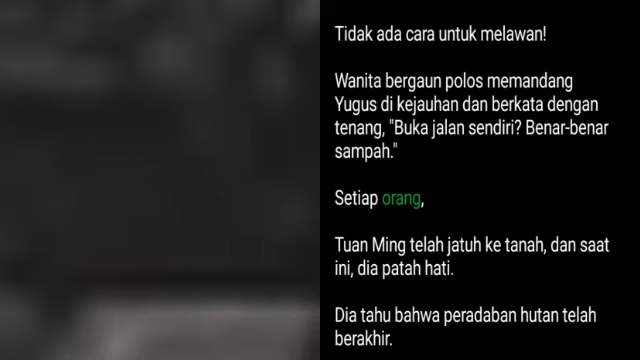 Tidak ada cara untuk melawan!
Wanita bergaun polos memandang
Yugus di kejauhan dan berkata dengan
tenang, "Buka jalan sendiri? Benar-benar
sampah."
Setiap orang,
Tuan Ming telah jatuh ke tanah, dan saat
ini, dia patah hati.
Dia tahu bahwa peradaban hutan telah
berakhir.